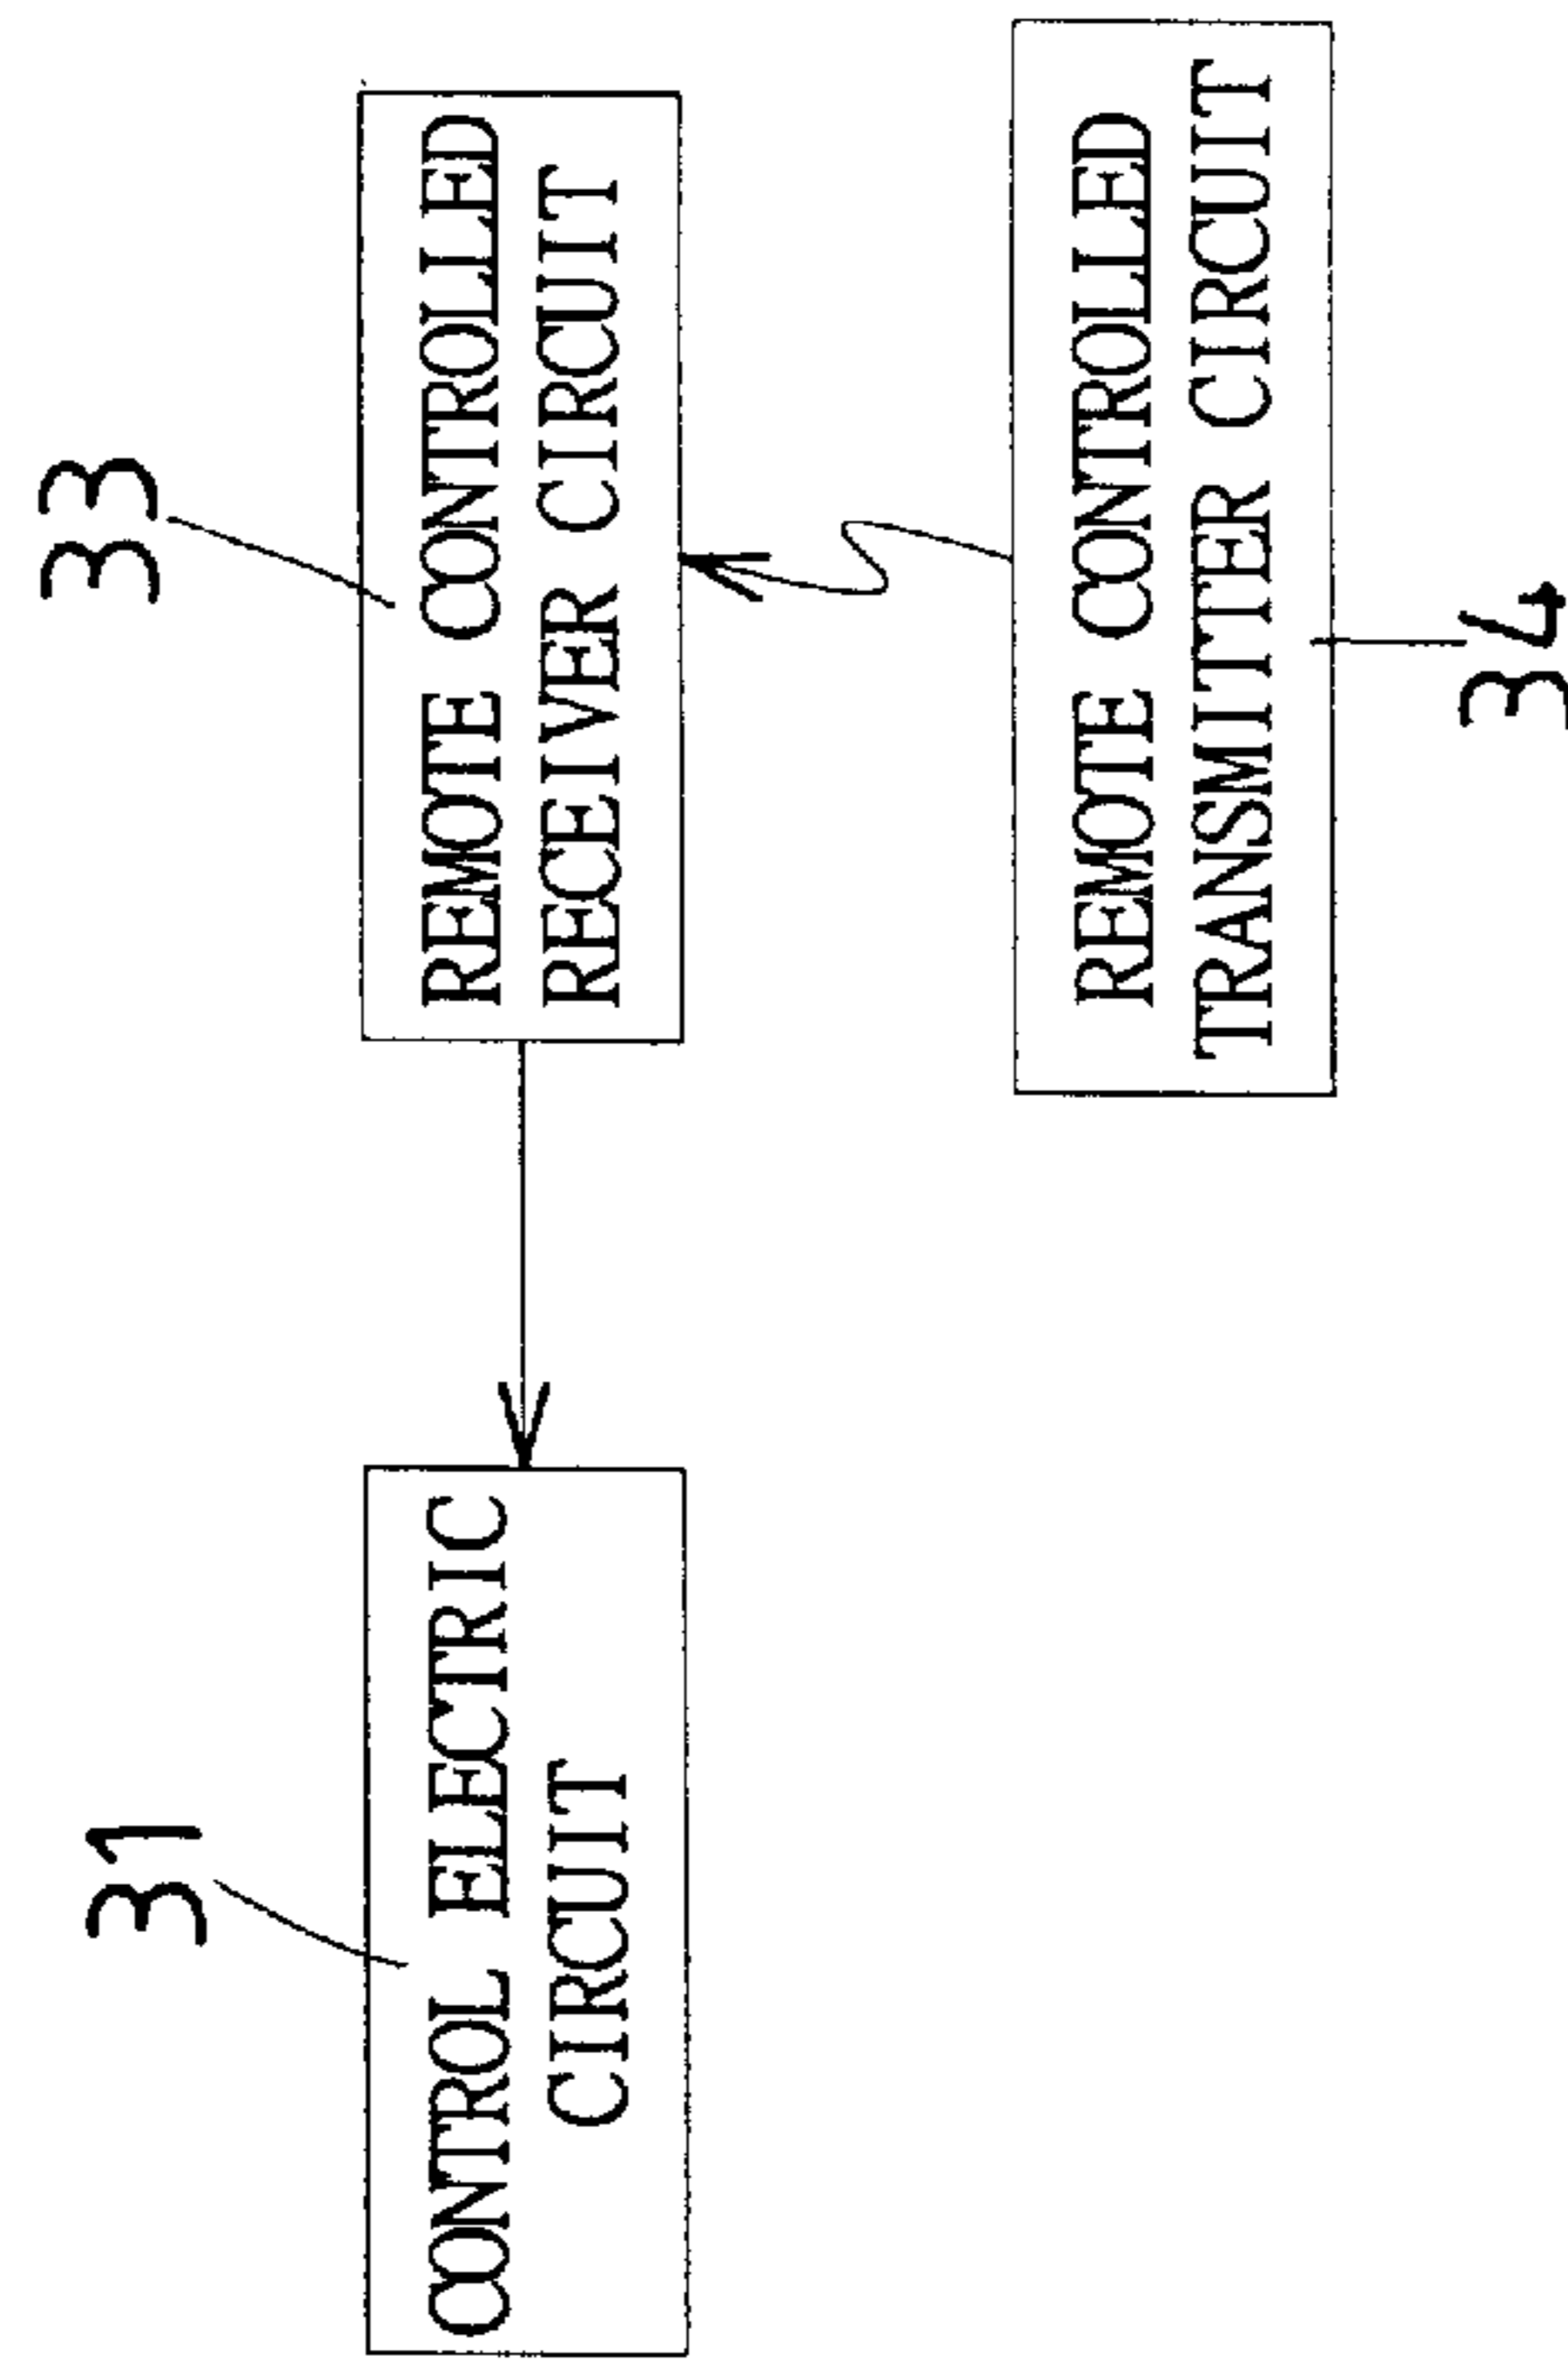 33
31
REMOTE CONTROLLED
RECEIVER CIRCUIT
CONTROL ELECTRIC
CIRCUIT
REMOTE CONTROLLED
TRANSMITTER CIRCUIT
34